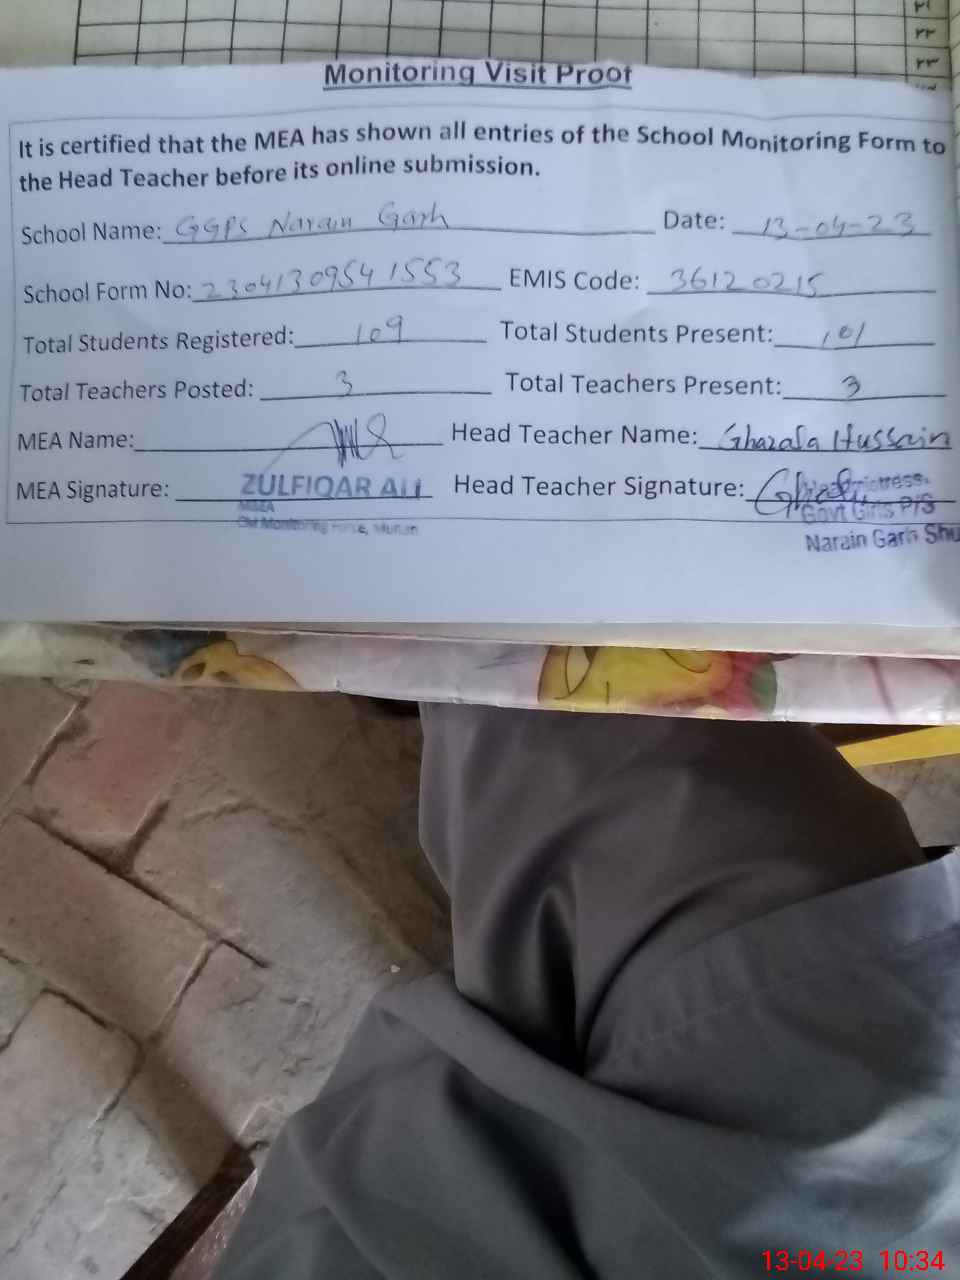 ۲۲
۲۳
Monitoring Visit Proof
It is certified that the MEA has shown all entries of the School Monitoring Form to
the Head Teacher before its online submission.
School Name: GGPS Narain Garh Date: 13-04-23
School Form No: 23041309541553 EMIS Code: 36120215
Total Students Registered: 109 Total Students Present: 101
Total Teachers Posted: 3 Total Teachers Present: 3
MEA Name: Head Teacher Name: Ghazala Hussain
MEA Signature: ZULFIQAR ALI Head Teacher Signature:
Govt Girls P/S
Narain Garh Shu
13-04-23 10:34